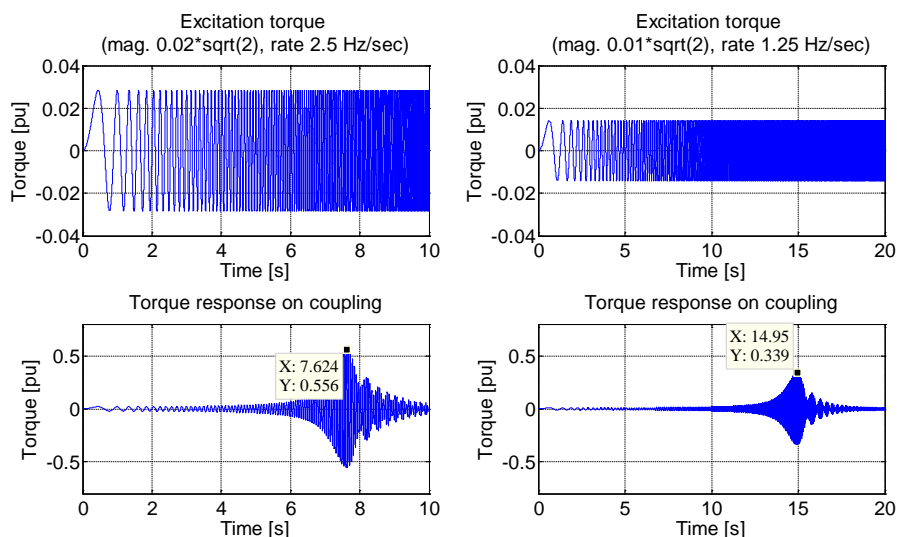 Excitation torque
(mag. 0.02*sqrt(2), rate 2.5 Hz/sec)
0.04
0.02
0
-0.02
-0.04
Torque [pu]
0 2 4 6 8 10
Time [s]
Excitation torque
(mag. 0.01*sqrt(2), rate 1.25 Hz/sec)
0.04
0.02
0
-0.02
-0.04
Torque [pu]
0 5 10 15 20
Time [s]
Torque response on coupling
0.5
0
-0.5
Torque [pu]
X: 7.624
Y: 0.556
0 2 4 6 8 10
Time [s]
Torque response on coupling
0.5
0
-0.5
Torque [pu]
X: 14.95
Y: 0.339
0 5 10 15 20
Time [s]